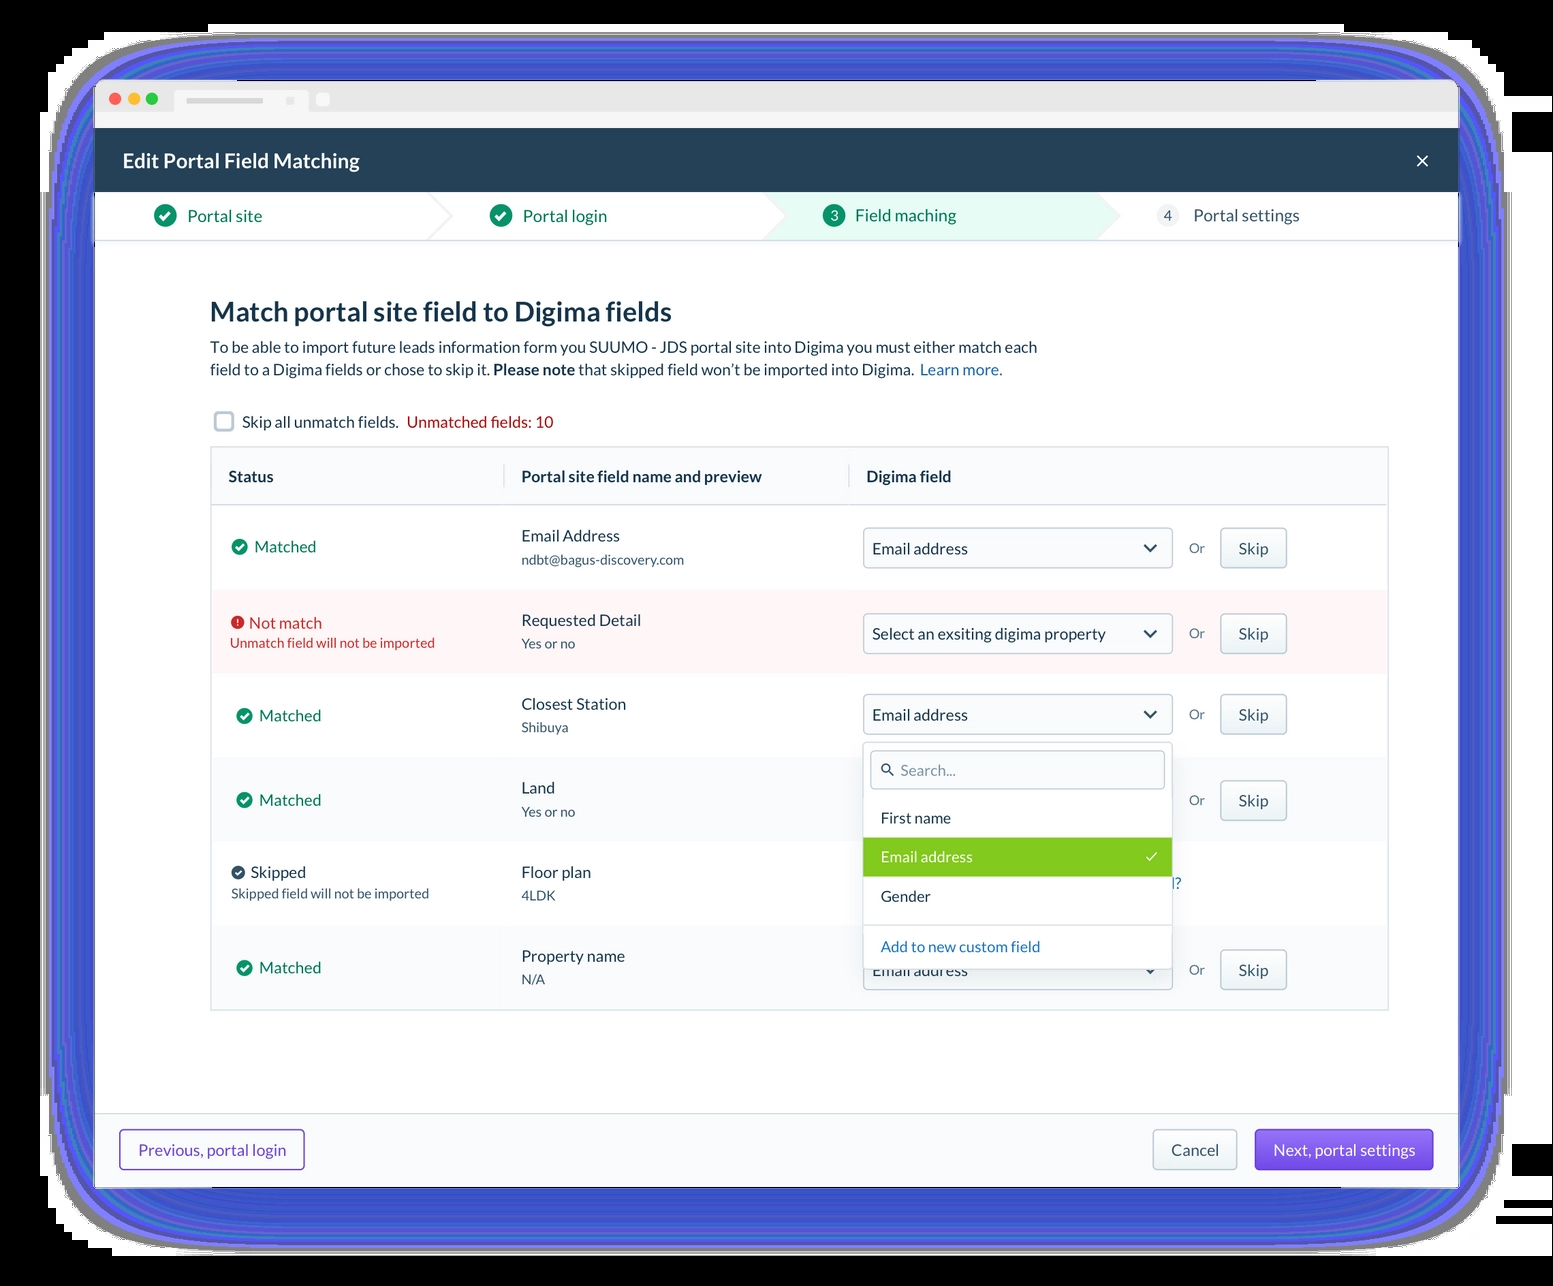 Edit Portal Field Matching
Portal site
Portal login
3 Field maching
4 Portal settings
Match portal site field to Digima fields
To be able to import future leads information form you SUUMO - JDS portal site into Digima you must either match each
field to a Digima fields or chose to skip it. Please note that skipped field won't be imported into Digima. Learn more.
Skip all unmatch fields. Unmatched fields: 10
Status
Portal site field name and preview
Digima field
Matched
Email Address
ndbt@bagus-discovery.com
Email address
Or
Skip
Not match
Unmatch field will not be imported
Requested Detail
Yes or no
Select an exsiting digima property
Or
Skip
Matched
Closest Station
Shibuya
Email address
Or
Skip
Search...
First name
Email address
Gender
Add to new custom field
Matched
Land
Yes or no
Or
Skip
Skipped
Skipped field will not be imported
Floor plan
4LDK
Matched
Property name
N/A
Email address
Or
Skip
Previous, portal login
Cancel
Next, portal settings